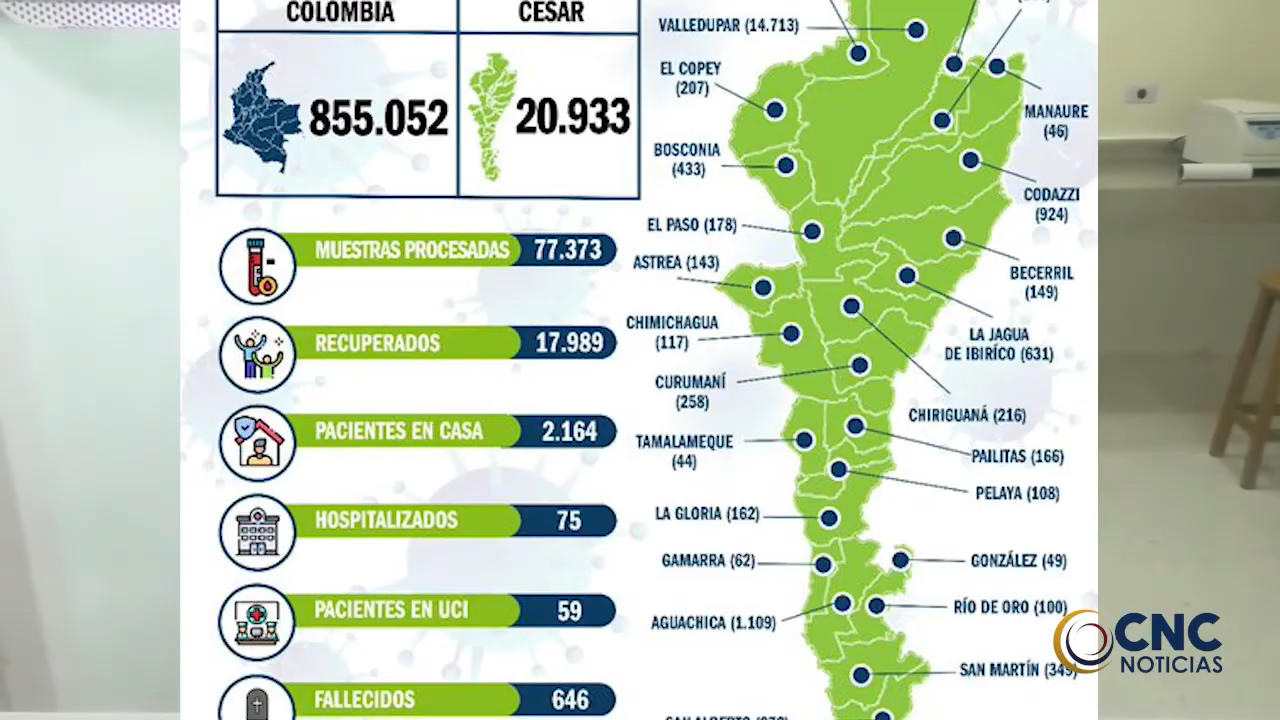 COLOMBIA
CESAR
855.052
20.933
MUESTRAS PROCESADAS 77.373
RECUPERADOS 17.989
PACIENTES EN CASA 2.164
HOSPITALIZADOS 75
PACIENTES EN UCI 59
FALLECIDOS 646
VALLEDUPAR (14.713)
EL COPEY
(207)
BOSCONIA
(433)
EL PASO (178)
ASTREA (143)
CHIMICHAGUA
(117)
CURUMANÍ
(258)
TAMALAMEQUE
(44)
LA GLORIA (162)
GAMARRA (62)
AGUACHICA (1.109)
MANAURE
(46)
CODAZZI
(924)
BECERRIL
(149)
LA JAGUA
DE IBIRÍCO (631)
CHIRIGUANÁ (216)
PAILITAS (166)
PELAYA (108)
GONZÁLEZ (49)
RÍO DE ORO (100)
SAN MARTÍN (349)
CNC
NOTICIAS